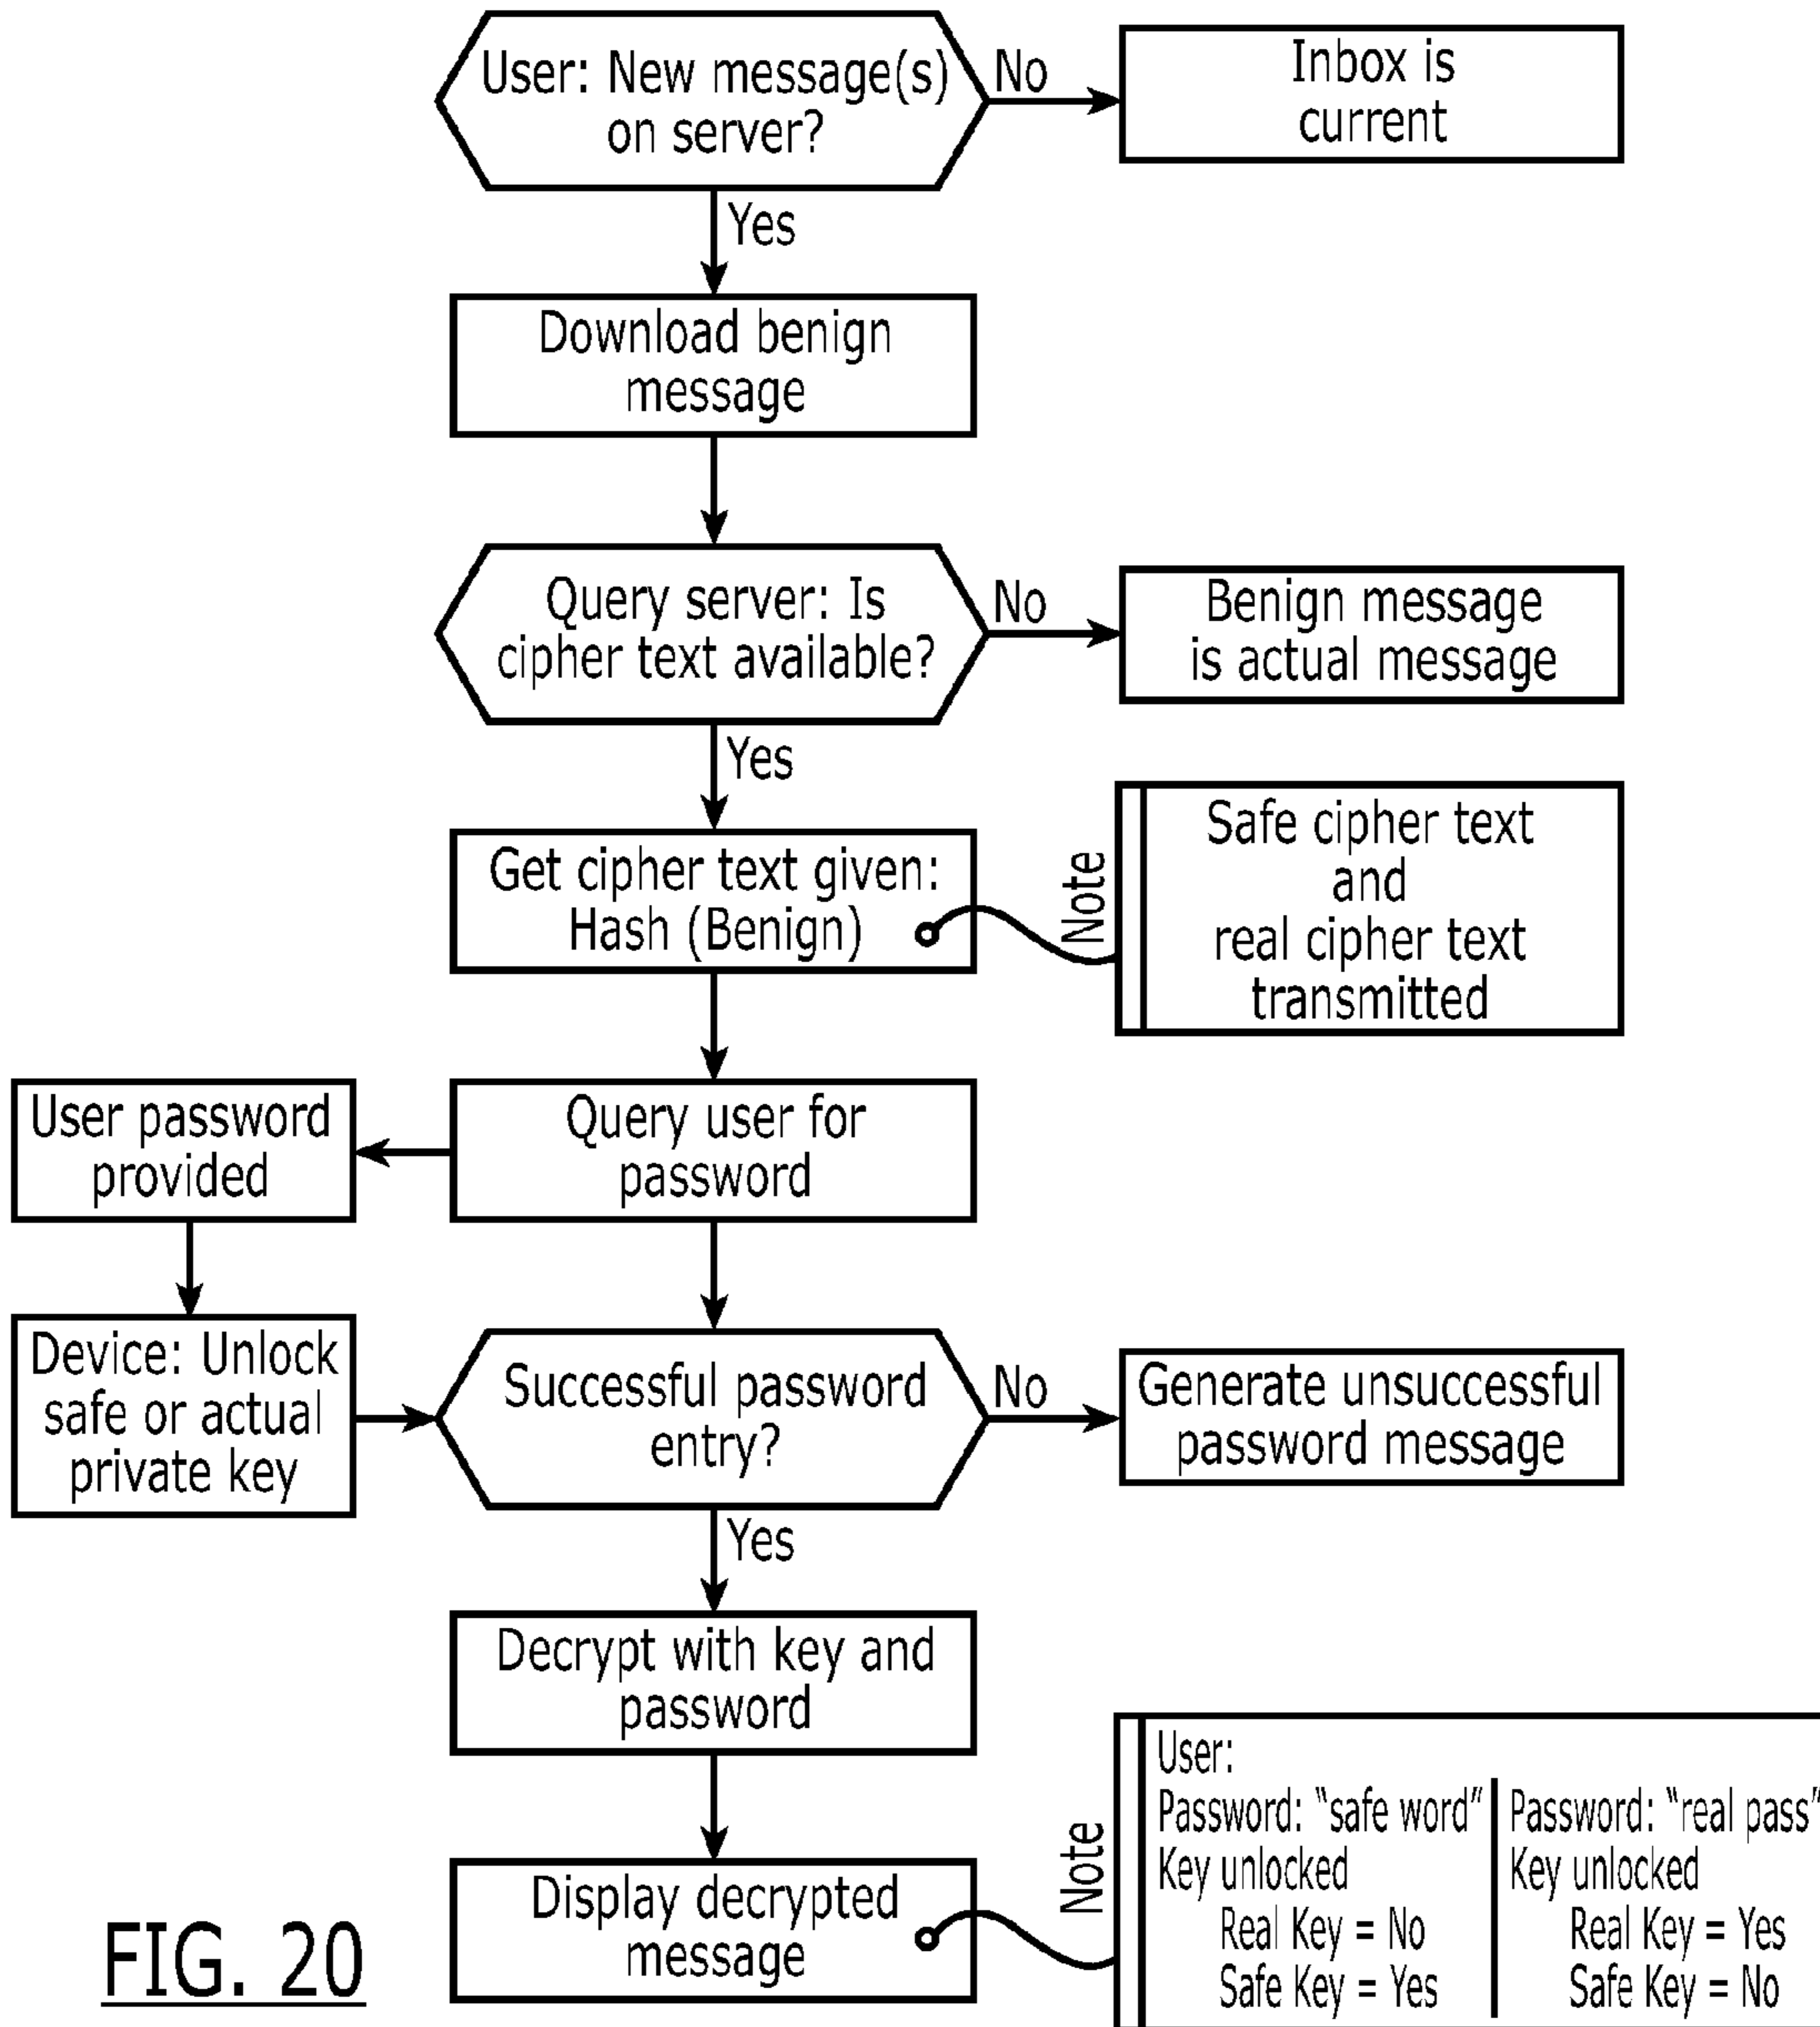 User: New message(s)
on server?
No
Inbox is
current
Yes
Download benign
message
Query server: Is
cipher text available?
No
Benign message
is actual message
Yes
Get cipher text given:
Hash (Benign)
Note
Safe cipher text
and
real cipher text
transmitted
User password
provided
Query user for
password
Device: Unlock
safe or actual
private key
Successful password
entry?
No
Generate unsuccessful
password message
Yes
Decrypt with key and
password
Display decrypted
message
Note
User:
Password: “safe word”
Key unlocked
Real Key = No
Safe Key = Yes
Password: “real pass”
Key unlocked
Real Key = Yes
Safe Key = No
FIG. 20